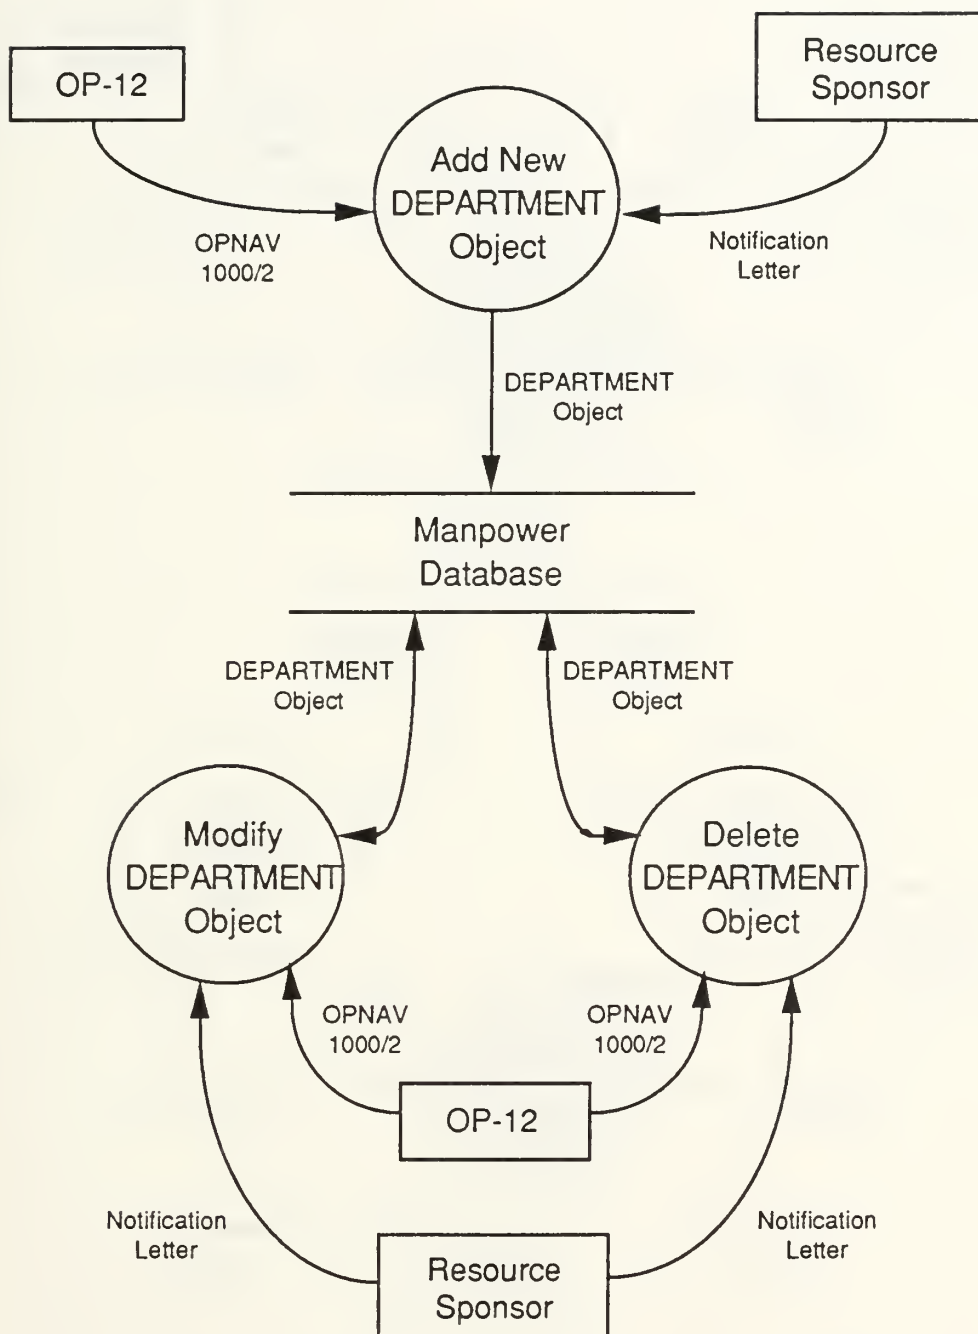 OP-12
Resource
Sponsor
Add New
DEPARTMENT
Object
OPNAV
1000/2
Notification
Letter
DEPARTMENT
Object
Manpower
Database
DEPARTMENT
Object
DEPARTMENT
Object
Modify
DEPARTMENT
Object
Delete
DEPARTMENT
Object
OPNAV
1000/2
OPNAV
1000/2
OP-12
Notification
Letter
Notification
Letter
Resource
Sponsor